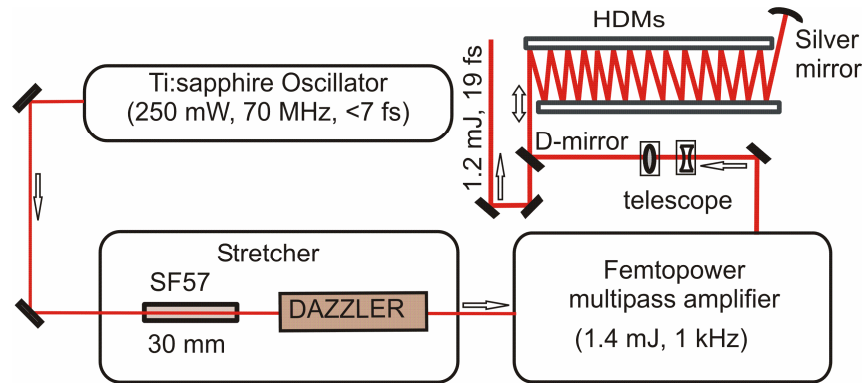 HDMs
Silver
mirror
Ti:sapphire Oscillator
(250 mW, 70 MHz, <7 fs)
1.2 mJ, 19 fs
D-mirror
telescope
Stretcher
SF57
DAZZLER
30 mm
Femtopower
multipass amplifier
(1.4 mJ, 1 kHz)